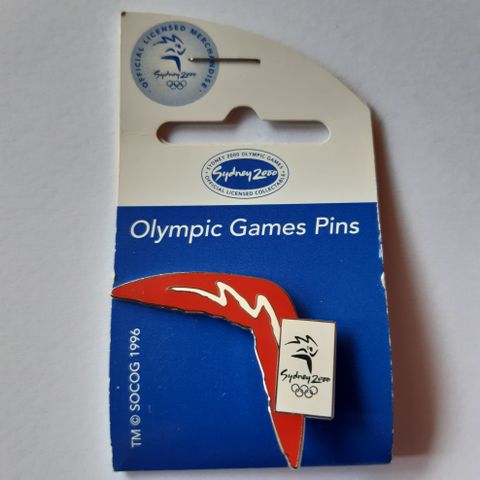 OFFICIAL LICENSED MERCHANDISE
Sydney 2000
SYDNEY 2000 OLYMPIC GAMES
Sydney 2000
OFFICIAL LICENSED COLLECTABLE
Olympic Games Pins
TM © SOCOG 1996
Sydney 2000